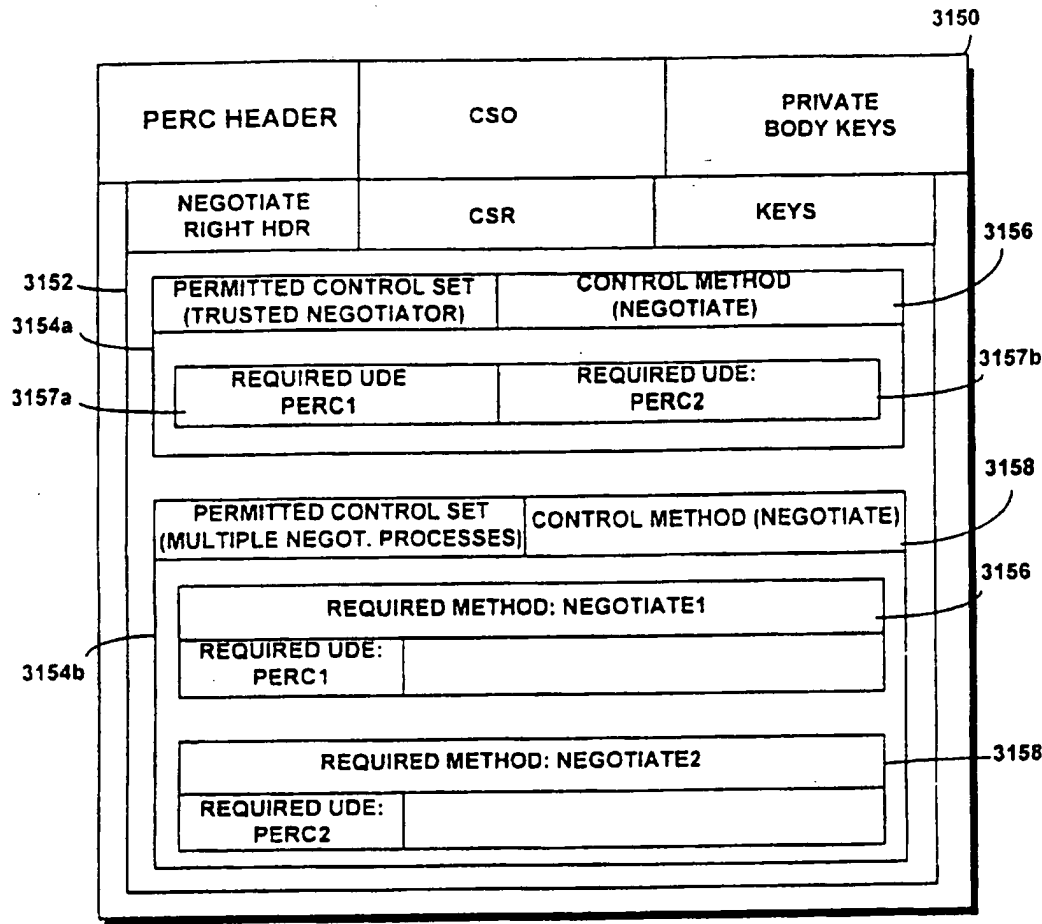 3150
PERC HEADER
CSO
PRIVATE
BODY KEYS
NEGOTIATE
RIGHT HDR
CSR
KEYS
3156
3152
PERMITTED CONTROL SET
(TRUSTED NEGOTIATOR)
CONTROL METHOD
(NEGOTIATE)
3154a
REQUIRED UDE
PERC1
REQUIRED UDE:
PERC2
3157b
3157a
3158
PERMITTED CONTROL SET
(MULTIPLE NEGOT. PROCESSES)
CONTROL METHOD (NEGOTIATE)
3156
REQUIRED METHOD: NEGOTIATE1
REQUIRED UDE:
PERC1
3154b
REQUIRED METHOD: NEGOTIATE2
3158
REQUIRED UDE:
PERC2